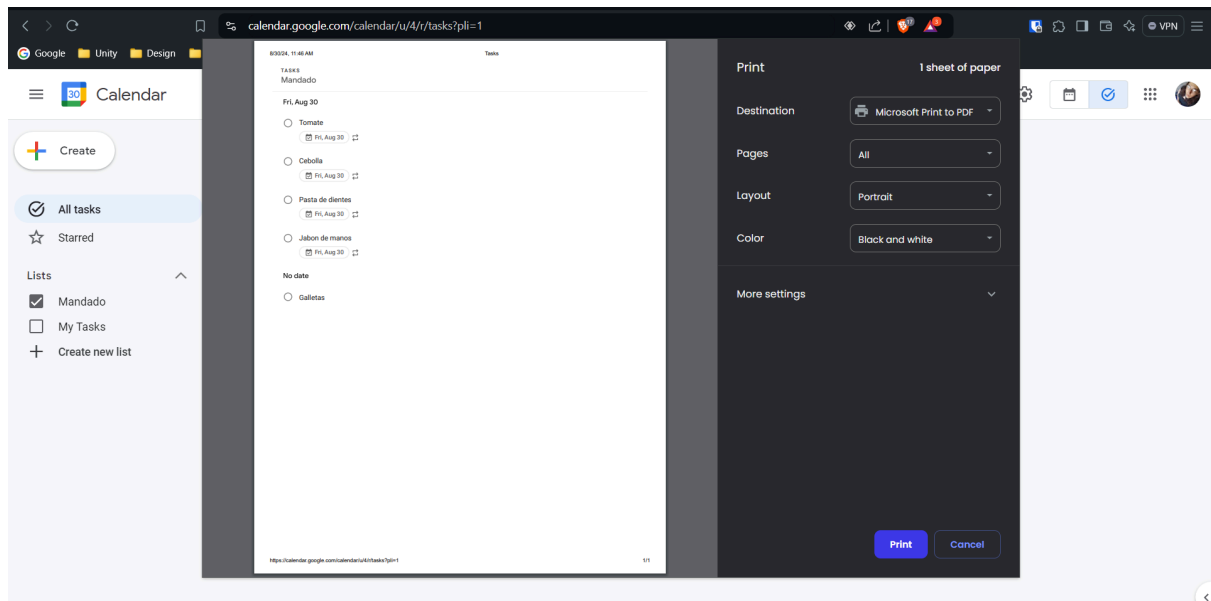 calendar.google.com/calendar/u/4/r/tasks?pli=1
VPN
Google Unity Design
30 Calendar
Create
All tasks
Starred
Lists
Mandado
My Tasks
Create new list
8/30/24, 11:46 AM Tasks
TASKS
Mandado
Fri, Aug 30
Tomate
Fri, Aug 30
Cebolla
Fri, Aug 30
Pasta de dientes
Fri, Aug 30
Jabon de manos
Fri, Aug 30
No date
Galletas
https://calendar.google.com/calendar/u/4/r/tasks?pli=1 1/1
Print 1 sheet of paper
Destination Microsoft Print to PDF
Pages All
Layout Portrait
Color Black and white
More settings
Print Cancel